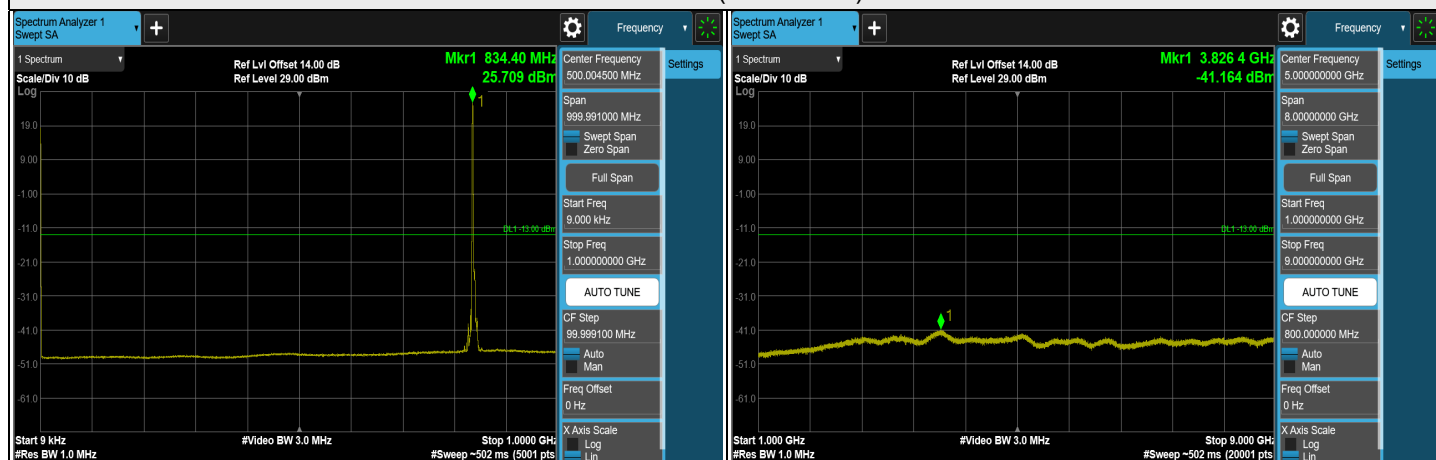 Spectrum Analyzer 1
Swept SA
+
Frequency
1 Spectrum
Scale/Div 10 dB
Ref Lvl Offset 14.00 dB
Ref Level 29.00 dBm
Mkr1 834.40 MHz
25.709 dBm
Log
1
19.0
9.00
-1.00
-11.0
-21.0
-31.0
-41.0
-51.0
-61.0
DL1 -13.00 dBm
Start 9 kHz
#Res BW 1.0 MHz
#Video BW 3.0 MHz
Stop 1.0000 GHz
#Sweep ~502 ms (5001 pts
Center Frequency
500.004500 MHz
Settings
Span
999.991000 MHz
Swept Span
Zero Span
Full Span
Start Freq
9.000 kHz
Stop Freq
1.000000000 GHz
AUTO TUNE
CF Step
99.999100 MHz
Auto
Man
Freq Offset
0 Hz
X Axis Scale
Log
Lin
Spectrum Analyzer 1
Swept SA
+
Frequency
1 Spectrum
Scale/Div 10 dB
Ref Lvl Offset 14.00 dB
Ref Level 29.00 dBm
Mkr1 3.826 4 GHz
-41.164 dBm
Log
1
19.0
9.00
-1.00
-11.0
-21.0
-31.0
-41.0
-51.0
-61.0
DL1 -13.00 dBm
Start 1.000 GHz
#Res BW 1.0 MHz
#Video BW 3.0 MHz
Stop 9.000 GHz
#Sweep ~502 ms (20001 pts
Center Frequency
5.00000000 GHz
Settings
Span
8.00000000 GHz
Swept Span
Zero Span
Full Span
Start Freq
1.000000000 GHz
Stop Freq
9.000000000 GHz
AUTO TUNE
CF Step
800.000000 MHz
Auto
Man
Freq Offset
0 Hz
X Axis Scale
Log
Lin